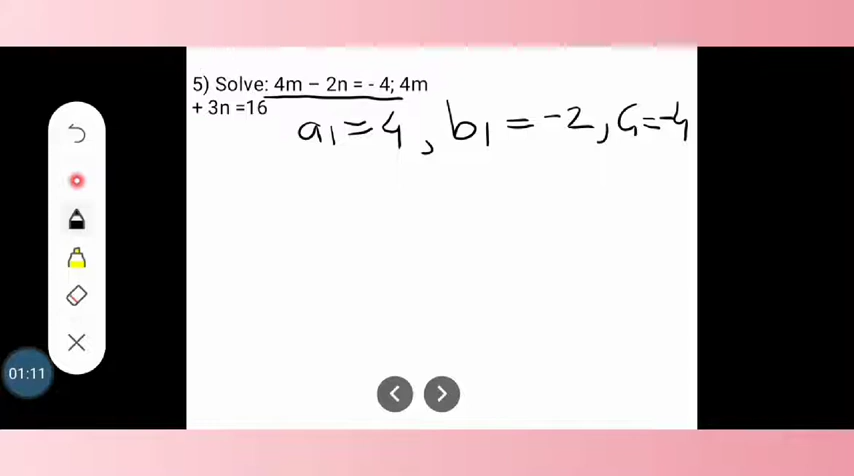 5) Solve: 4m – 2n = - 4; 4m
+ 3n =16
a1 = 4 , b1 = -2, c1=-4
01:11